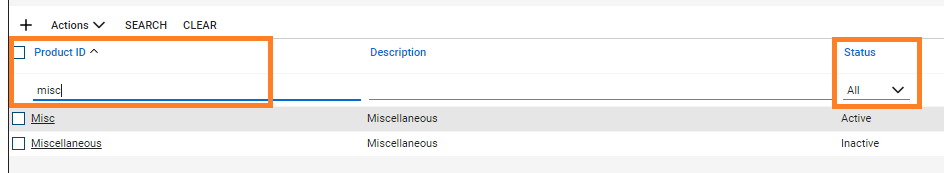 Actions SEARCH CLEAR
Product ID Description Status
misc All
Misc Miscellaneous Active
Miscellaneous Miscellaneous Inactive